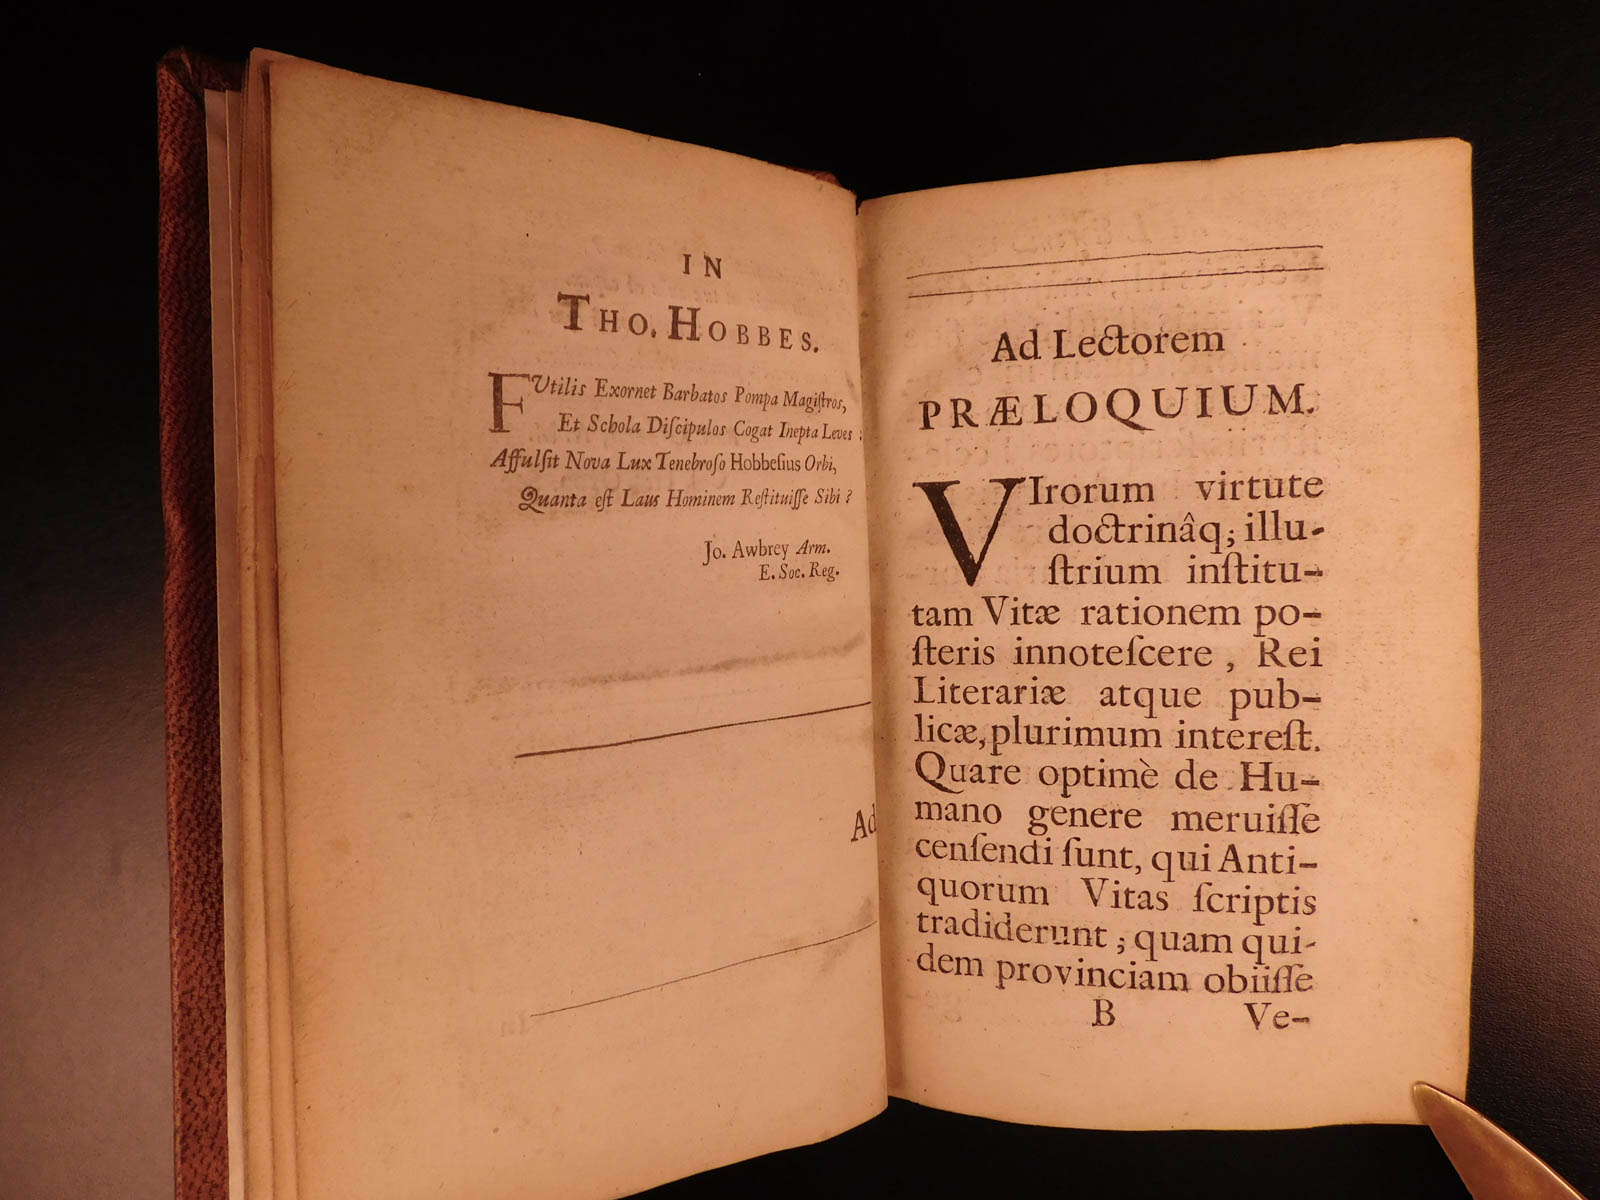 IN
THO. HOBBES.
FUtilis Exornet Barbatos Pompa Magiſtros,
Et Schola Diſcipulos Cogat Inepta Leves :
Affulſit Nova Lux Tenebroſo Hobbeſius Orbi,
Quanta eſt Laus Hominem Reſtituiſſe Sibi ?
Jo. Awbrey Arm.
E. Soc. Reg.
Ad
Ad Lectorem
PRÆLOQUIUM.
VIrorum virtute
doctrinâq; illu-
ſtrium inſtitu-
tam Vitæ rationem po-
ſteris innoteſcere , Rei
Literariæ atque pub-
licæ, plurimum intereſt.
Quare optimè de Hu-
mano genere meruiſſe
cenſendi ſunt, qui Anti-
quorum Vitas ſcriptis
tradiderunt ; quam qui-
dem provinciam obiiſſe
B Ve-